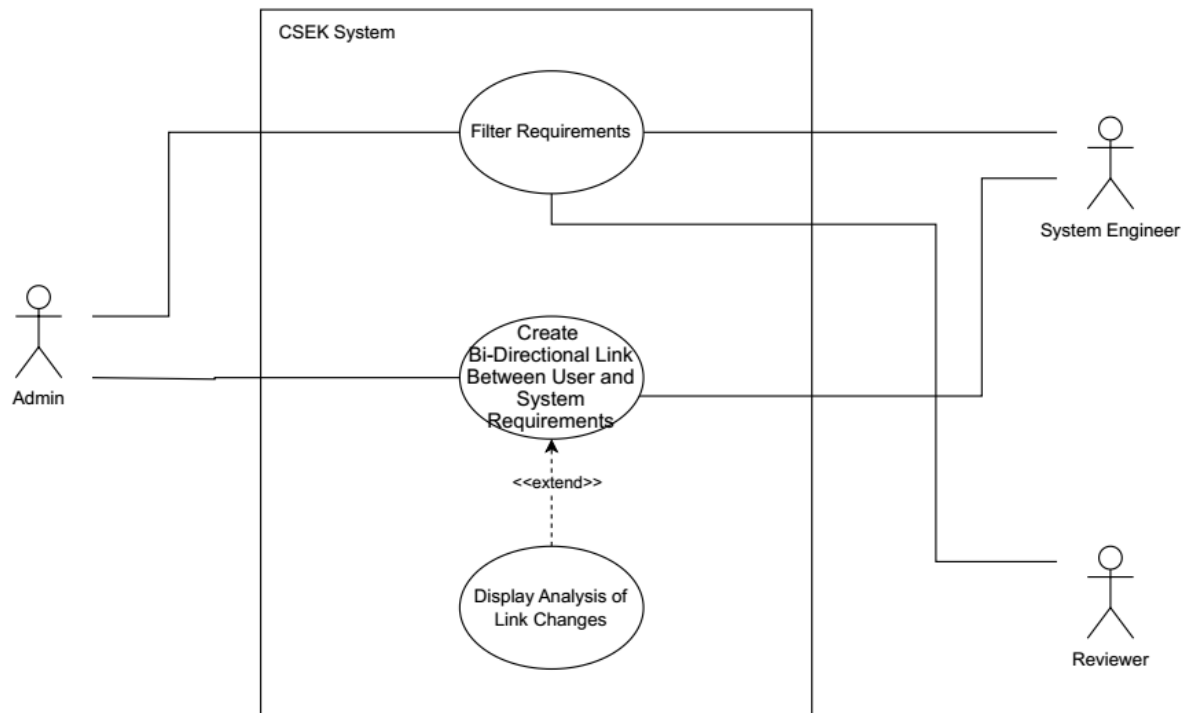 CSEK System
Filter Requirements
System Engineer
Create
Bi-Directional Link
Between User and
System
Requirements
Admin
<<extend>>
Display Analysis of
Link Changes
Reviewer